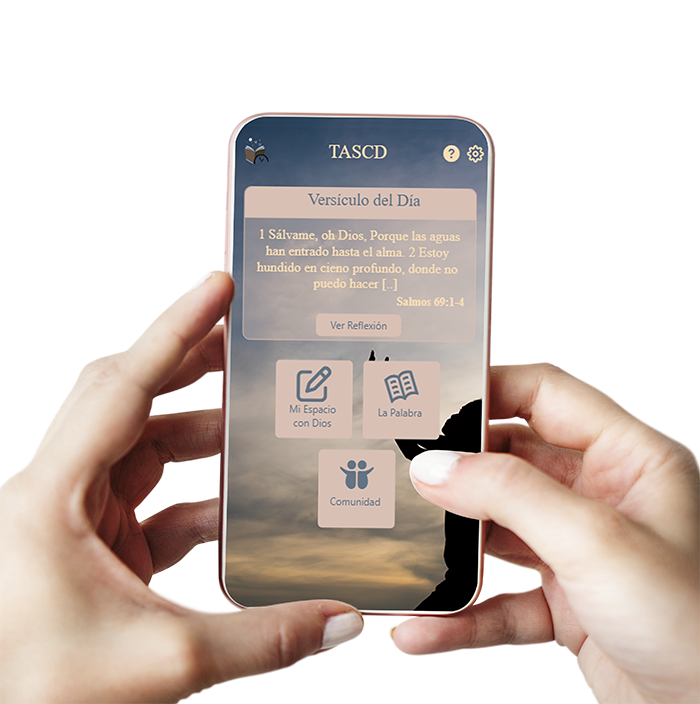 TASCD
?
Versículo del Día
1 Sálvame, oh Dios, Porque las aguas
han entrado hasta el alma. 2 Estoy
hundido en cieno profundo, donde no
puedo hacer [..]
Salmos 69:1-4
Ver Reflexión
Mi Espacio
con Dios
La Palabra
Comunidad